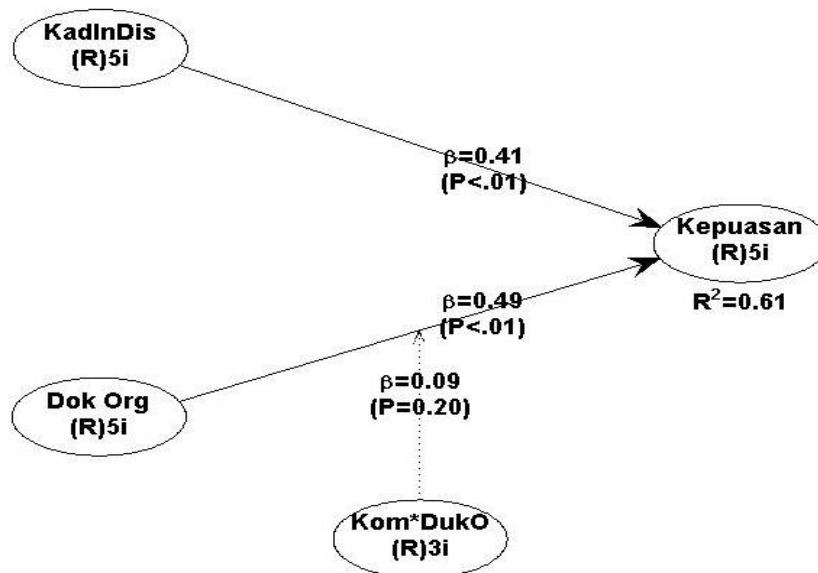 KadInDis
(R)5i
β=0.41
(P<.01)
Kepuasan
(R)5i
R²=0.61
β=0.49
(P<.01)
β=0.09
(P=0.20)
Dok Org
(R)5i
Kom*DukO
(R)3i